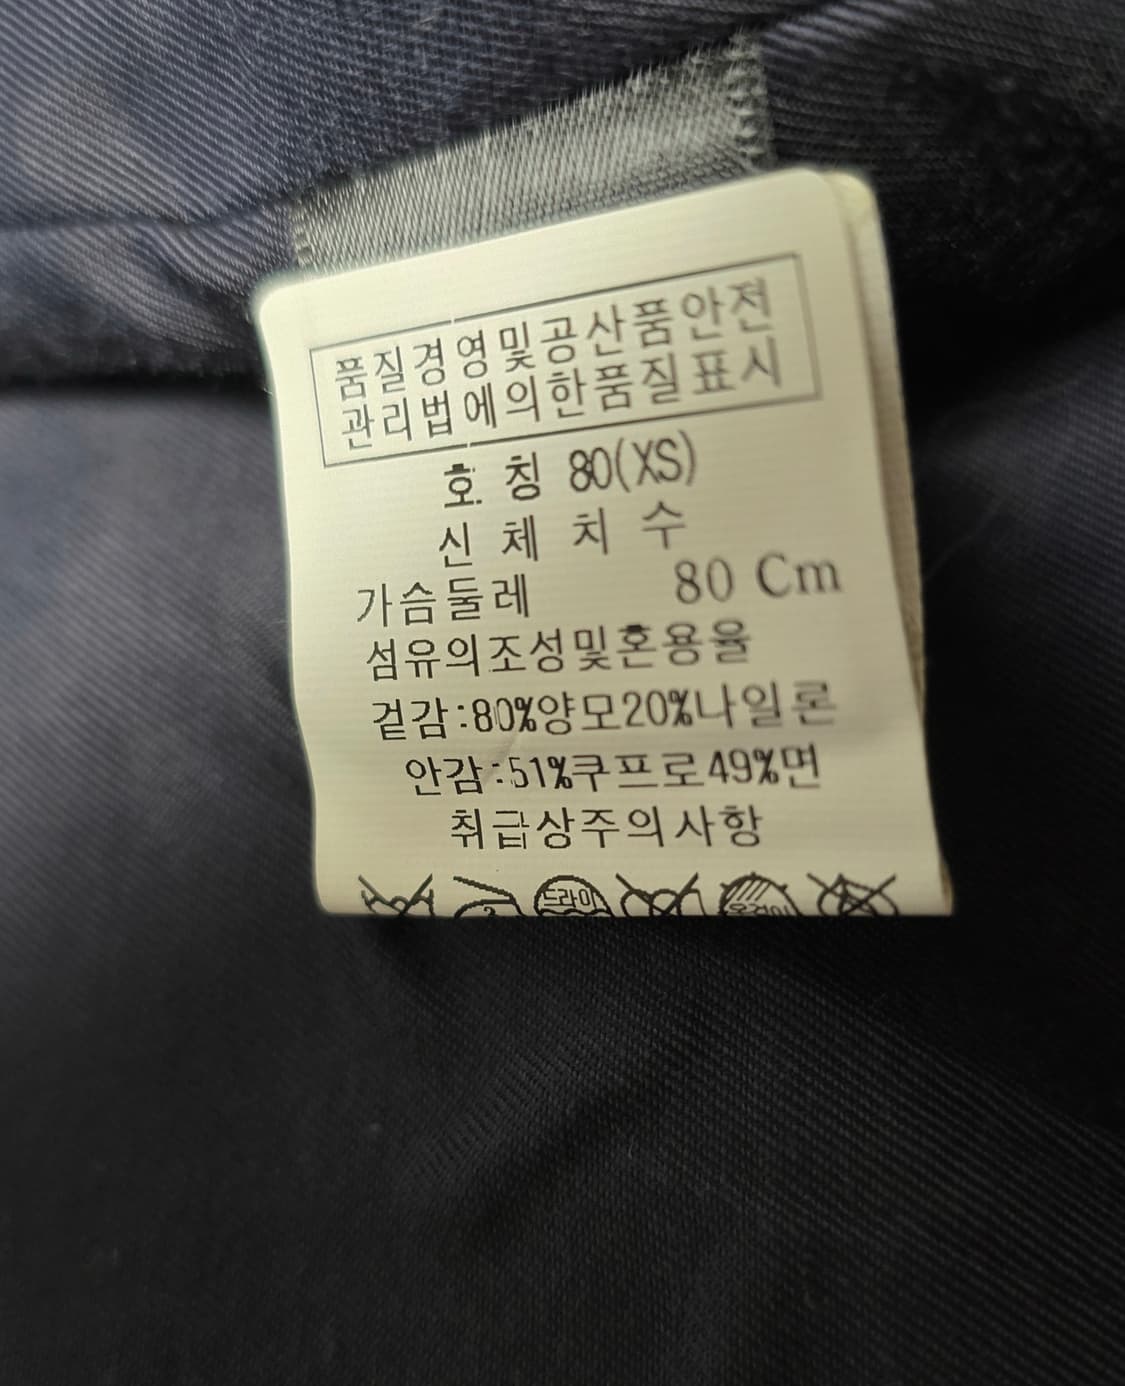 품질경영및공산품안전
관리법에의한품질표시
호 칭 80(XS)
신 체 치 수
가슴둘레 80 Cm
섬유의조성및혼용율
겉감:80%양모20%나일론
안감:51%쿠프로49%면
취급상주의사항
드라이